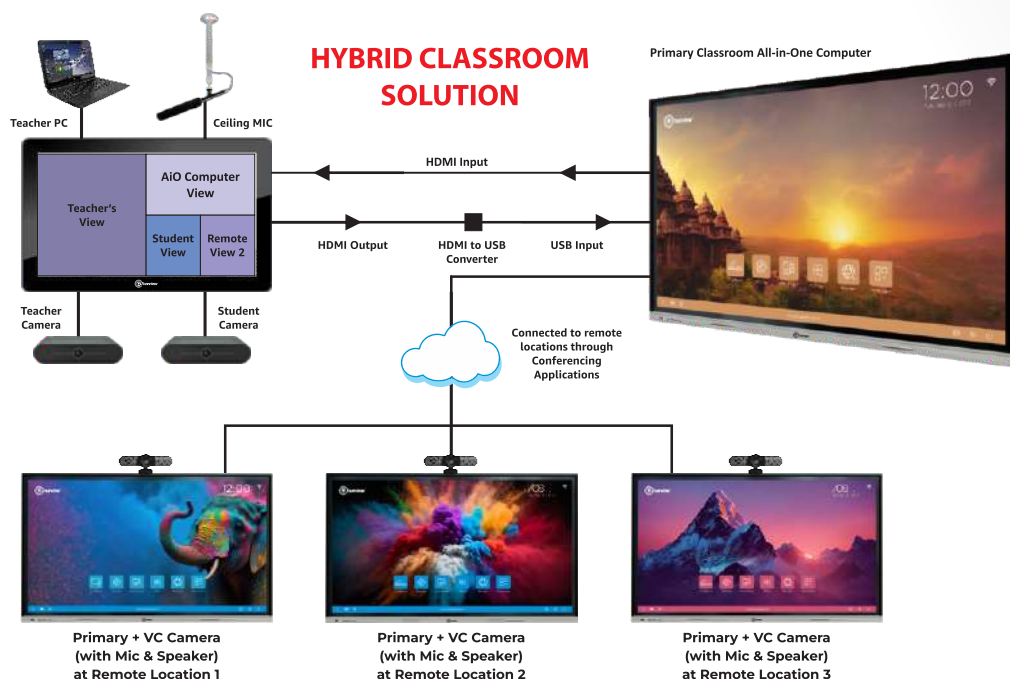 HYBRID CLASSROOM
SOLUTION
Primary Classroom All-in-One Computer
12:00
Teacher PC
Ceiling MIC
HDMI Input
Teacher's
View
AiO Computer
View
Student
View
Remote
View 2
HDMI Output
HDMI to USB
Converter
USB Input
Teacher
Camera
Student
Camera
Connected to remote
locations through
Conferencing
Applications
12:00
Primary + VC Camera
(with Mic & Speaker)
at Remote Location 1
Primary + VC Camera
(with Mic & Speaker)
at Remote Location 2
Primary + VC Camera
(with Mic & Speaker)
at Remote Location 3